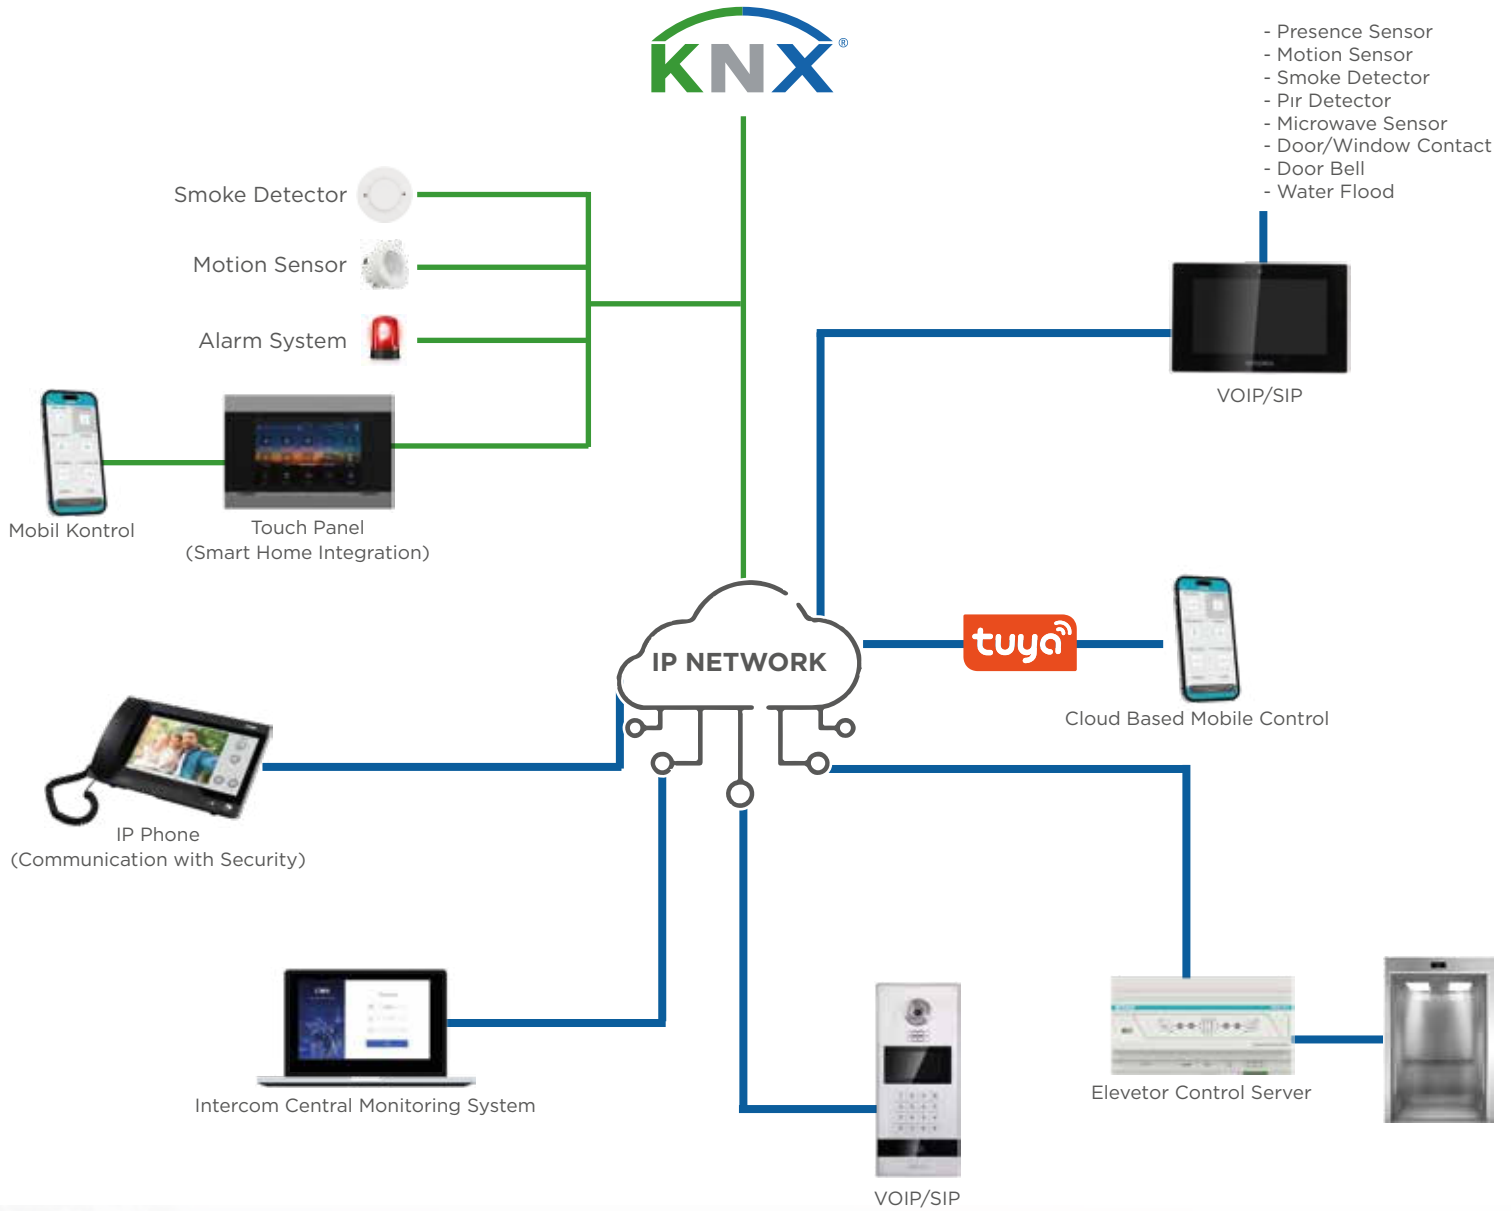 KNX®
- Presence Sensor
- Motion Sensor
- Smoke Detector
- Pır Detector
- Microwave Sensor
- Door/Window Contact
- Door Bell
- Water Flood
Smoke Detector
Motion Sensor
Alarm System
VOIP/SIP
Mobil Kontrol
Touch Panel
(Smart Home Integration)
IP NETWORK
tuya
Cloud Based Mobile Control
IP Phone
(Communication with Security)
Intercom Central Monitoring System
Elevetor Control Server
VOIP/SIP